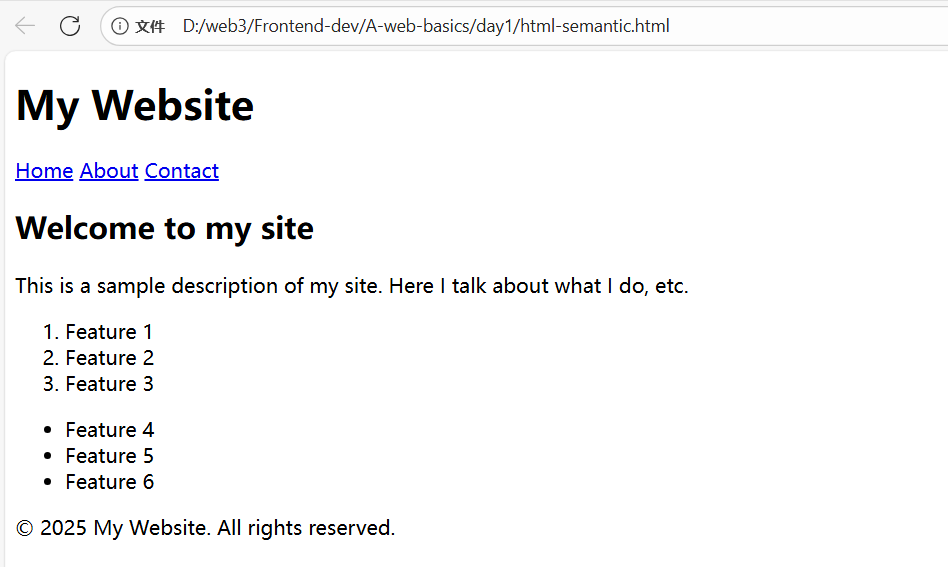 文件 D:/web3/Frontend-dev/A-web-basics/day1/html-semantic.html
My Website
Home About Contact
Welcome to my site
This is a sample description of my site. Here I talk about what I do, etc.
1. Feature 1
2. Feature 2
3. Feature 3
• Feature 4
• Feature 5
• Feature 6
© 2025 My Website. All rights reserved.